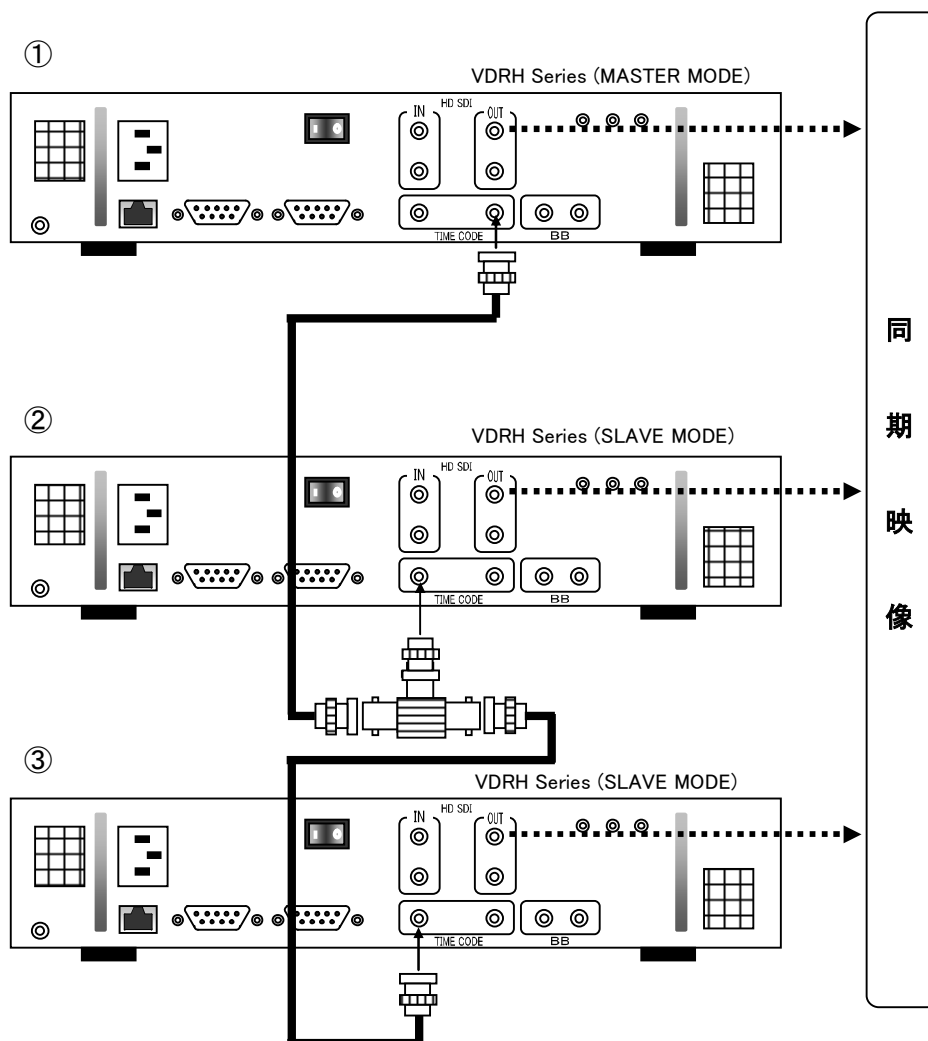 ①
VDRH Series (MASTER MODE)
HD SDI
IN
OUT
TIME CODE
BB
②
VDRH Series (SLAVE MODE)
HD SDI
IN
OUT
TIME CODE
BB
③
VDRH Series (SLAVE MODE)
HD SDI
IN
OUT
TIME CODE
BB
同期映像